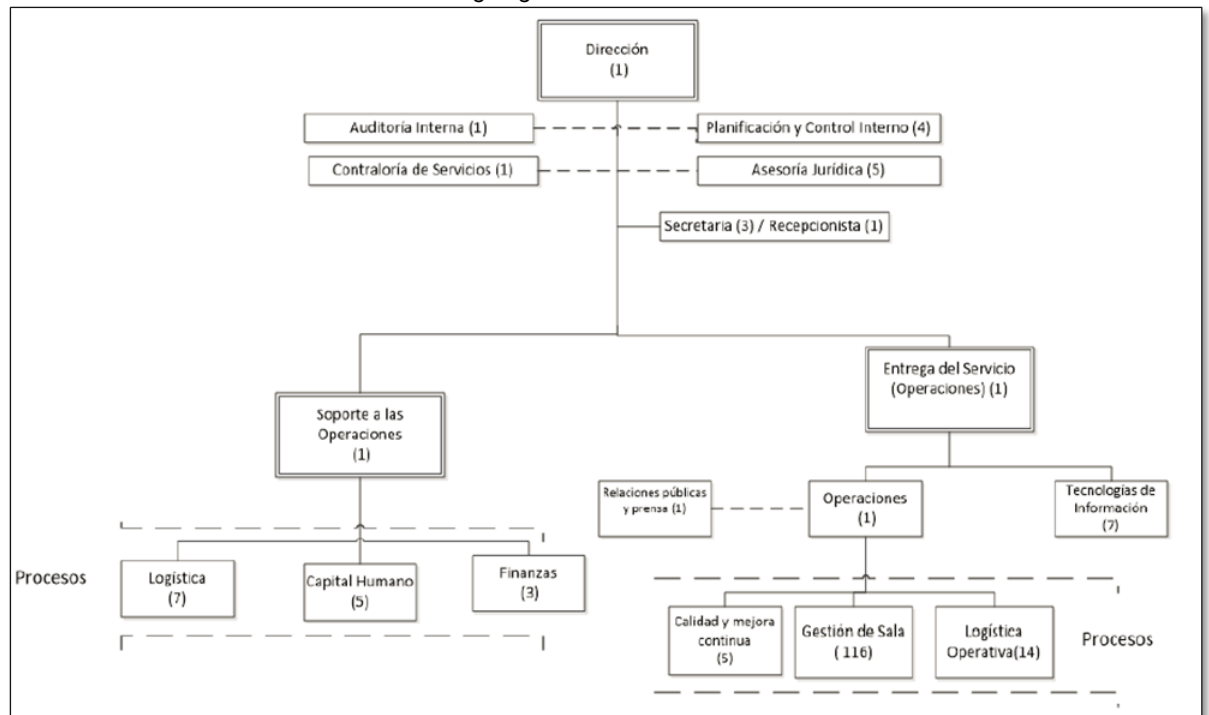 Dirección
(1)
Auditoría Interna (1)
Planificación y Control Interno (4)
Contraloría de Servicios (1)
Asesoría Jurídica (5)
Secretaria (3) / Recepcionista (1)
Soporte a las
Operaciones
(1)
Entrega del Servicio
(Operaciones) (1)
Relaciones públicas
y prensa (1)
Operaciones
(1)
Tecnologías de
Información
(7)
Procesos
Logística
(7)
Capital Humano
(5)
Finanzas
(3)
Calidad y mejora
continua
(5)
Gestión de Sala
( 116)
Logística
Operativa(14)
Procesos